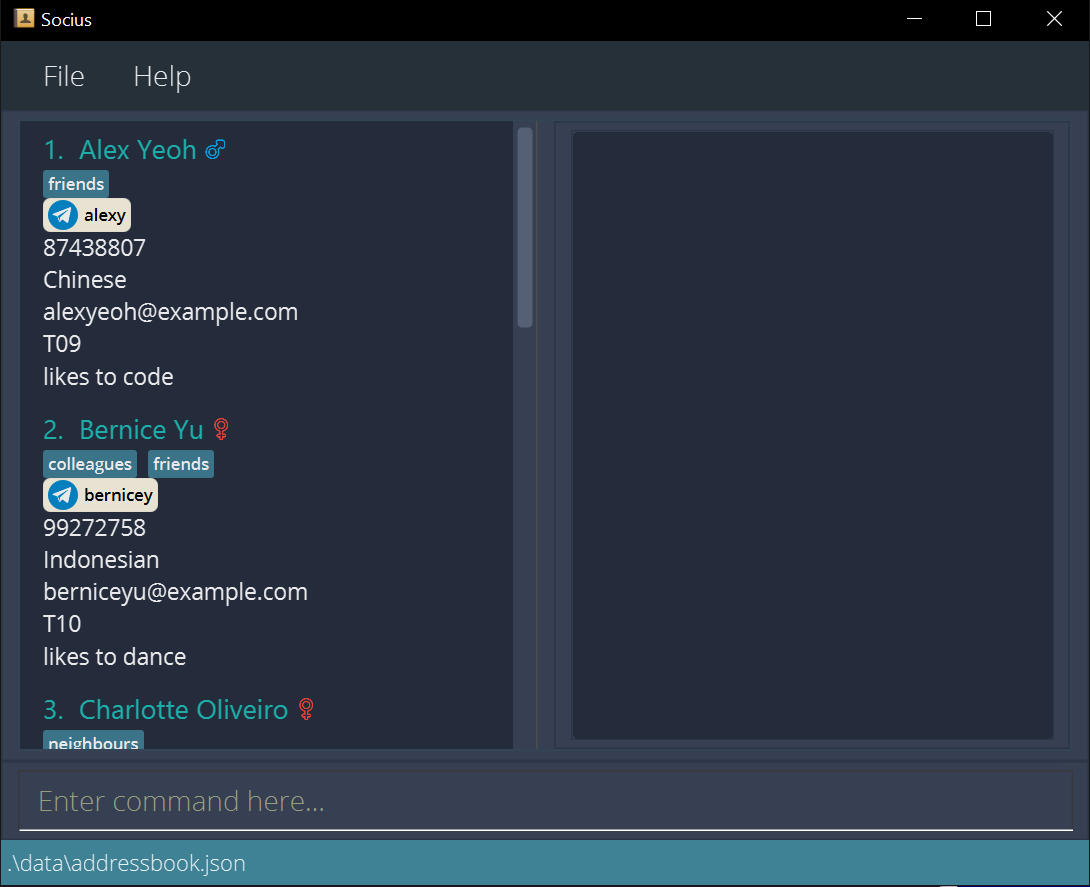 Socius
File Help
1. Alex Yeoh
friends
alexy
87438807
Chinese
alexyeoh@example.com
T09
likes to code
2. Bernice Yu
colleagues friends
bernicey
99272758
Indonesian
berniceyu@example.com
T10
likes to dance
3. Charlotte Oliveiro
neighbours
Enter command here...
.\data\addressbook.json